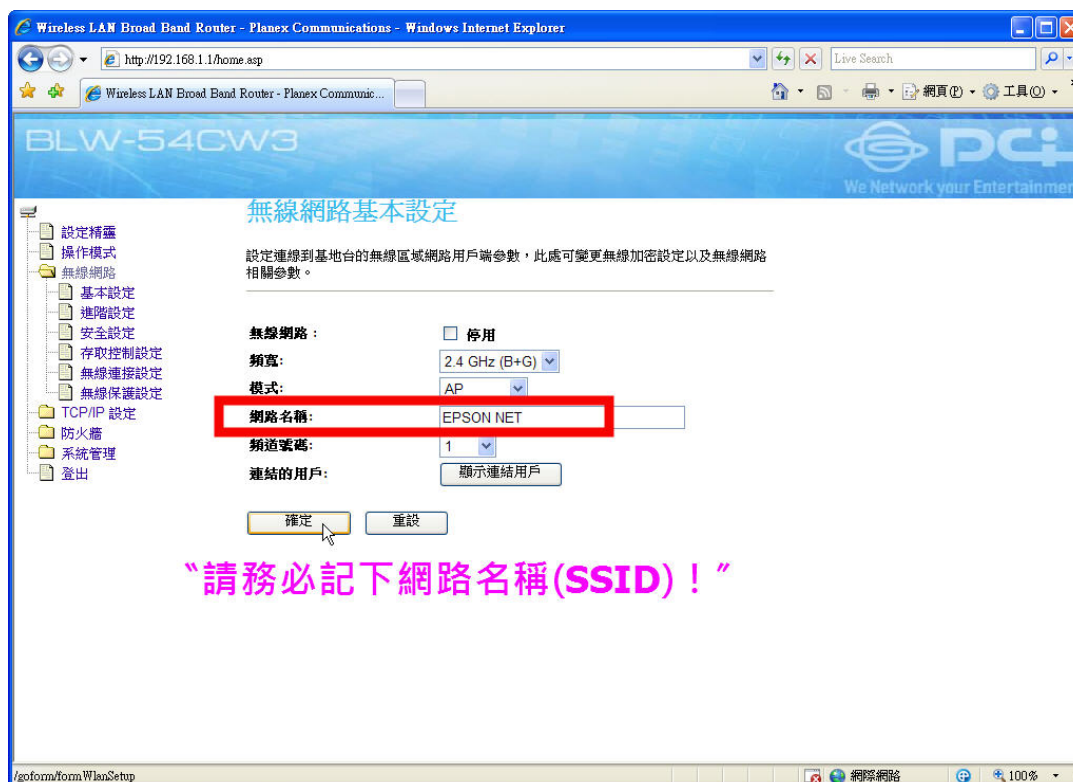 Wireless LAN Broad Band Router - Planex Communications - Windows Internet Explorer
http://192.168.1.1/home.asp
Live Search
Wireless LAN Broad Band Router - Planex Communic...
網頁(P)
工具(O)
BLW-54CW3
PCi
We Network your Entertainmen
無線網路基本設定
設定連線到基地台的無線區域網路用戶端參數,此處可變更無線加密設定以及無線網路
相關參數。
設定精靈
操作模式
無線網路
基本設定
進階設定
安全設定
存取控制設定
無線連接設定
無線保護設定
TCP/IP 設定
防火牆
系統管理
登出
無線網路: 停用
頻寬: 2.4 GHz (B+G)
模式: AP
網路名稱: EPSON NET
頻道號碼: 1
連結的用戶: 顯示連結用戶
確定 重設
〝請務必記下網路名稱(SSID)!〞
/goform/formWlanSetup
網際網路
100%